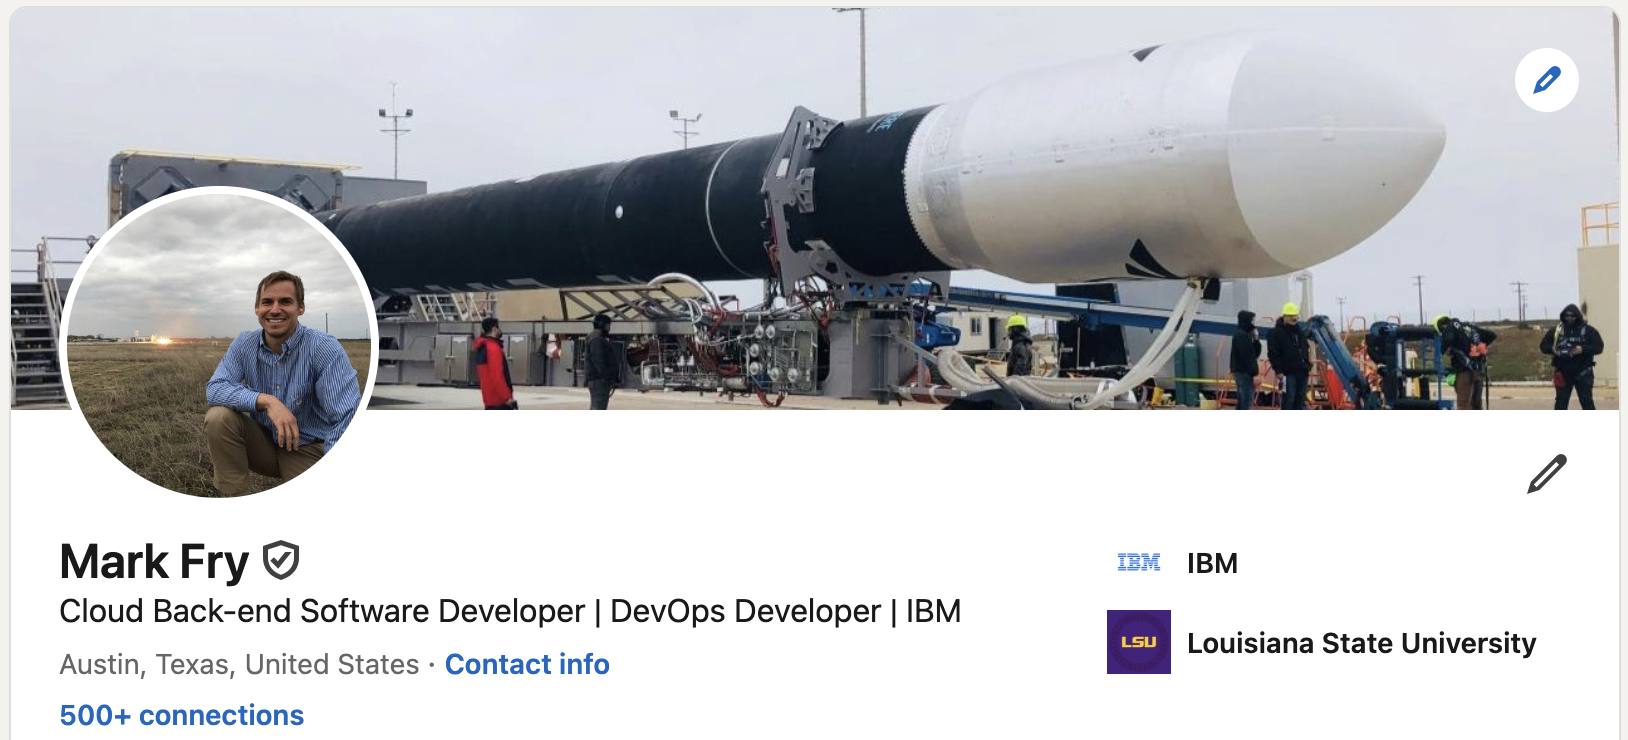 Mark Fry
Cloud Back-end Software Developer | DevOps Developer | IBM
Austin, Texas, United States · Contact info
500+ connections
IBM
IBM
LSU
Louisiana State University